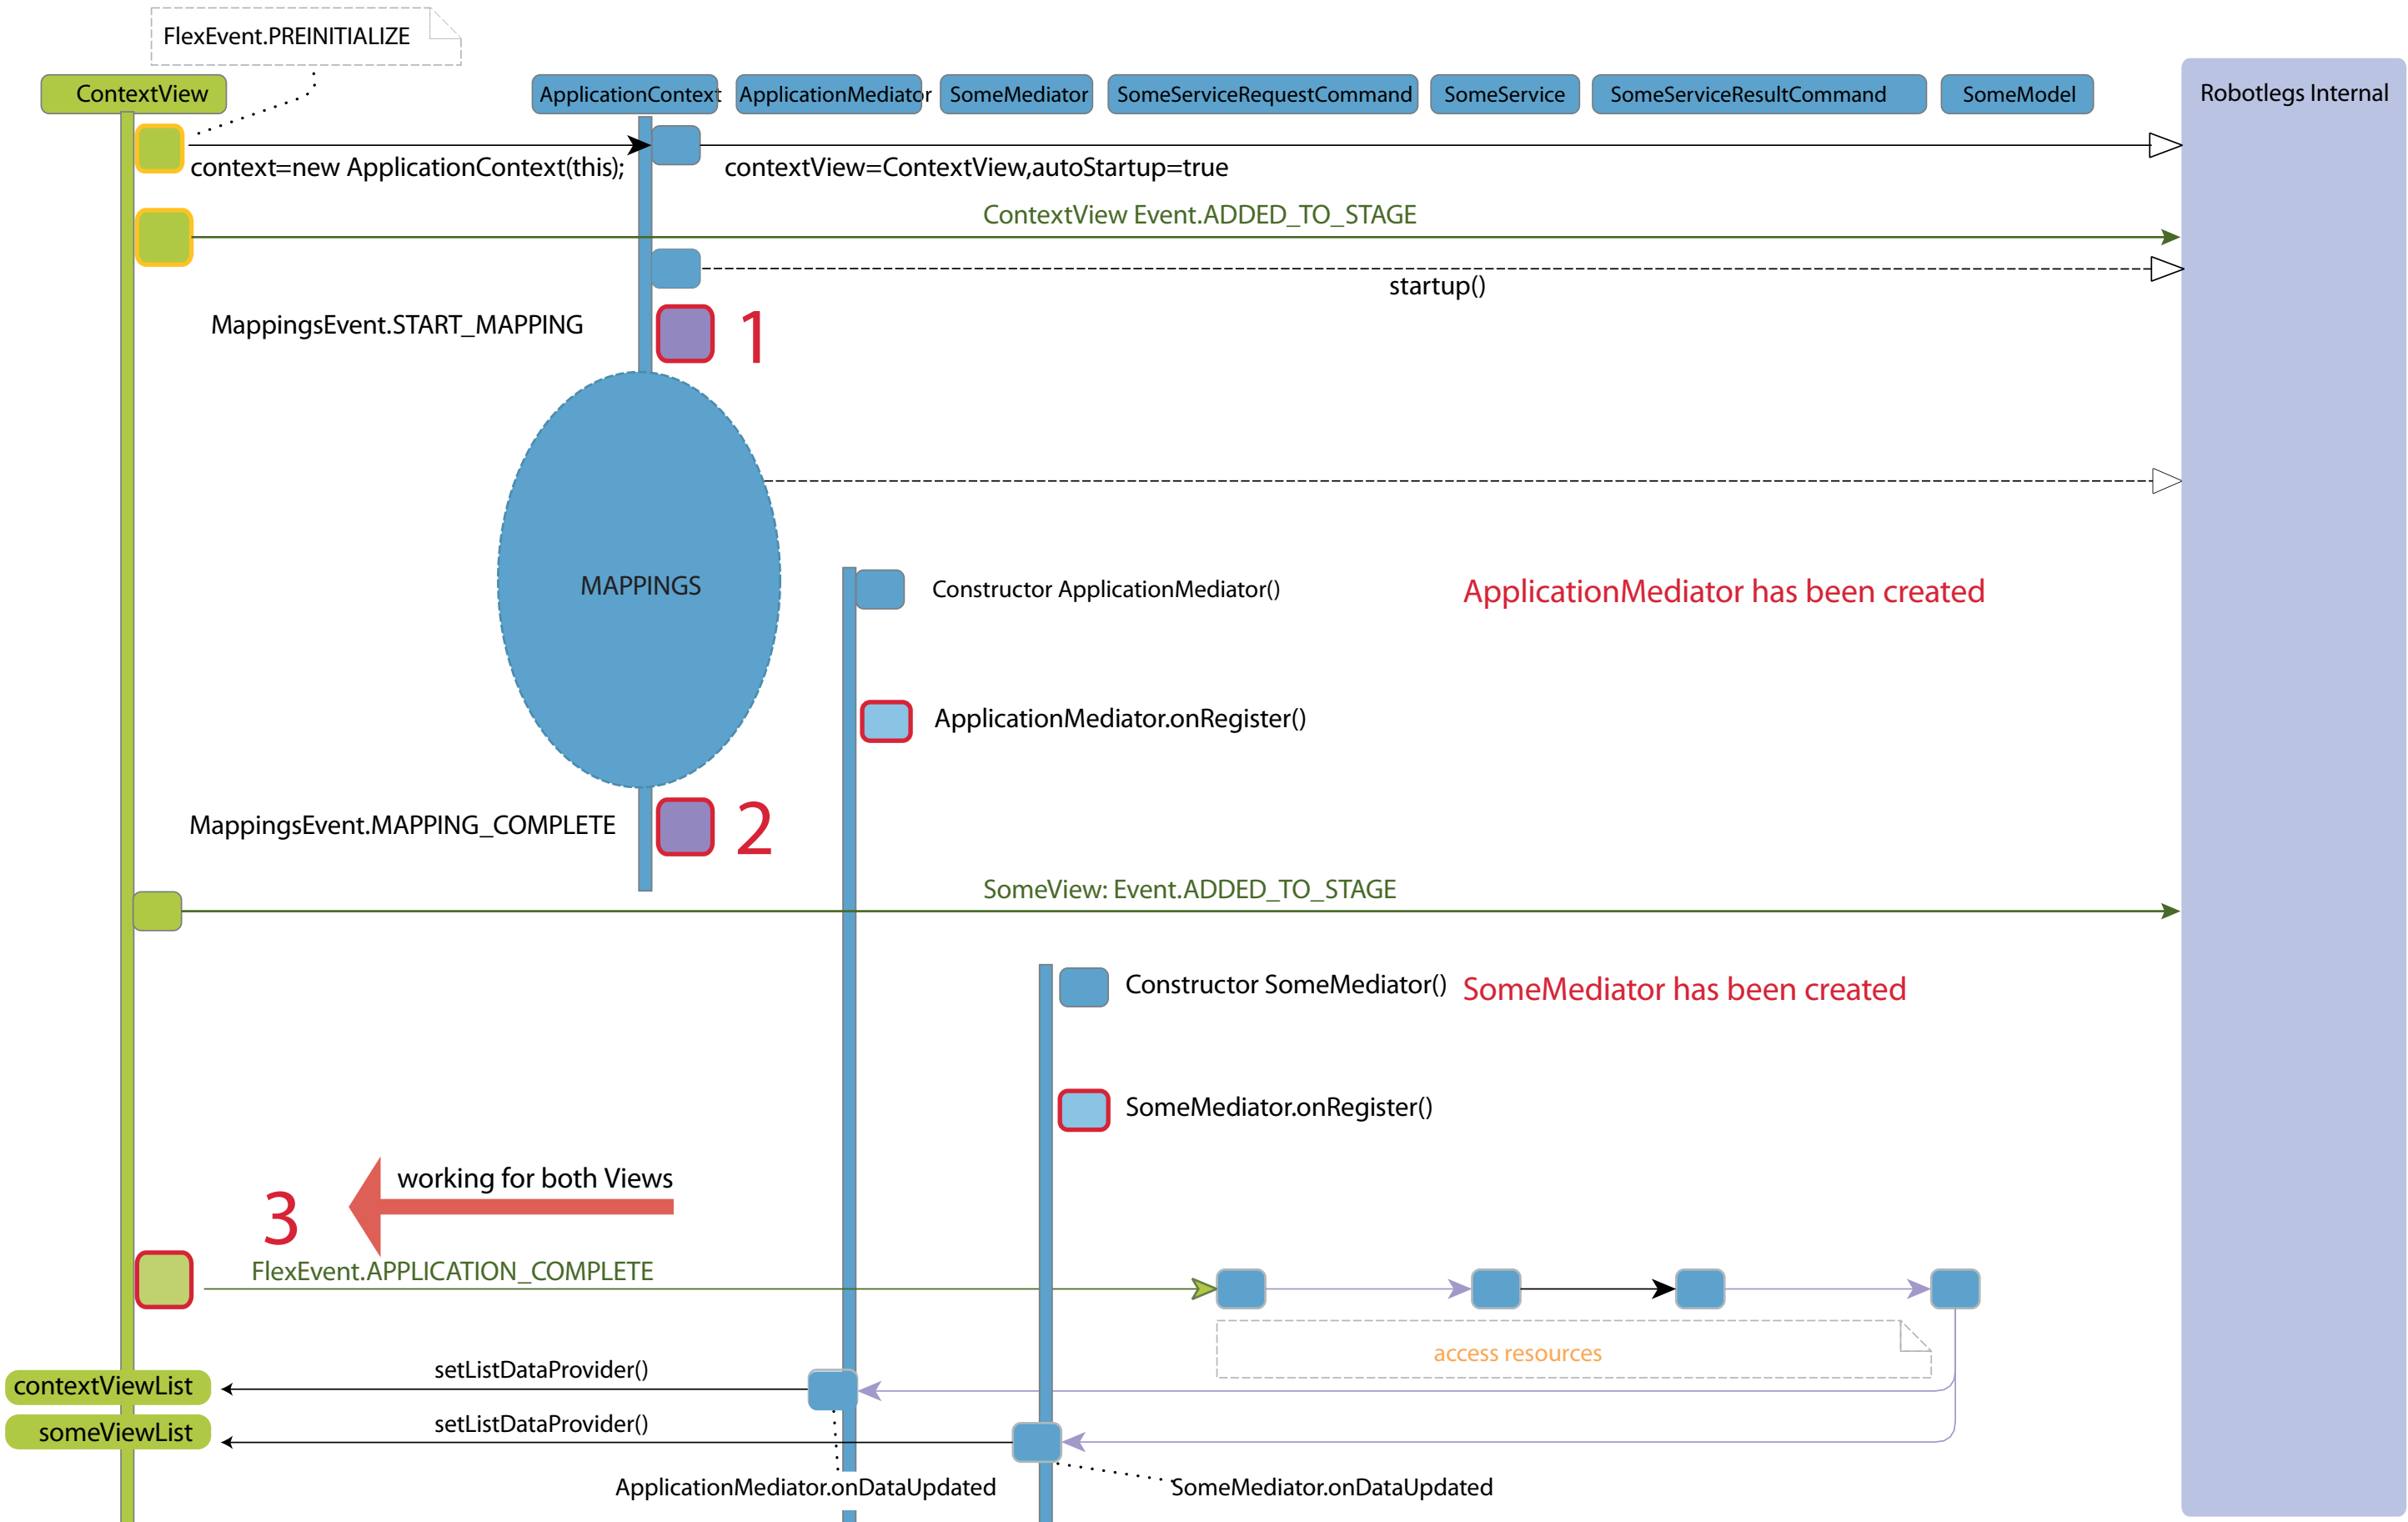 FlexEvent.PREINITIALIZE
ContextView
ApplicationContext
ApplicationMediator
SomeMediator
SomeServiceRequestCommand
SomeService
SomeServiceResultCommand
SomeModel
Robotlegs Internal
context=new ApplicationContext(this);
contextView=ContextView,autoStartup=true
ContextView Event.ADDED_TO_STAGE
startup()
MappingsEvent.START_MAPPING
1
MAPPINGS
Constructor ApplicationMediator()
ApplicationMediator has been created
ApplicationMediator.onRegister()
MappingsEvent.MAPPING_COMPLETE
2
SomeView: Event.ADDED_TO_STAGE
Constructor SomeMediator()
SomeMediator has been created
SomeMediator.onRegister()
working for both Views
3
FlexEvent.APPLICATION_COMPLETE
access resources
setListDataProvider()
contextViewList
setListDataProvider()
someViewList
ApplicationMediator.onDataUpdated
SomeMediator.onDataUpdated